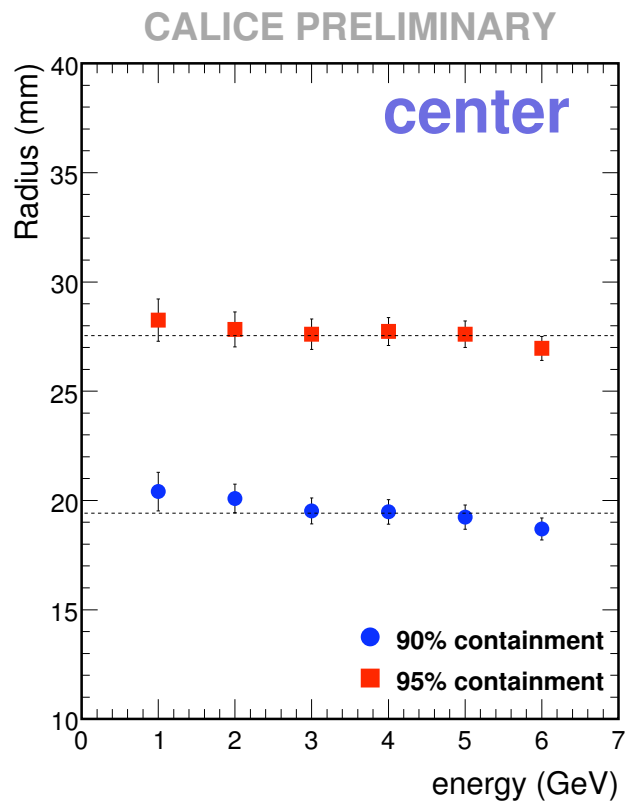 CALICE PRELIMINARY
center
Radius (mm)
40
35
30
25
20
15
10
0 1 2 3 4 5 6 7
energy (GeV)
90% containment
95% containment